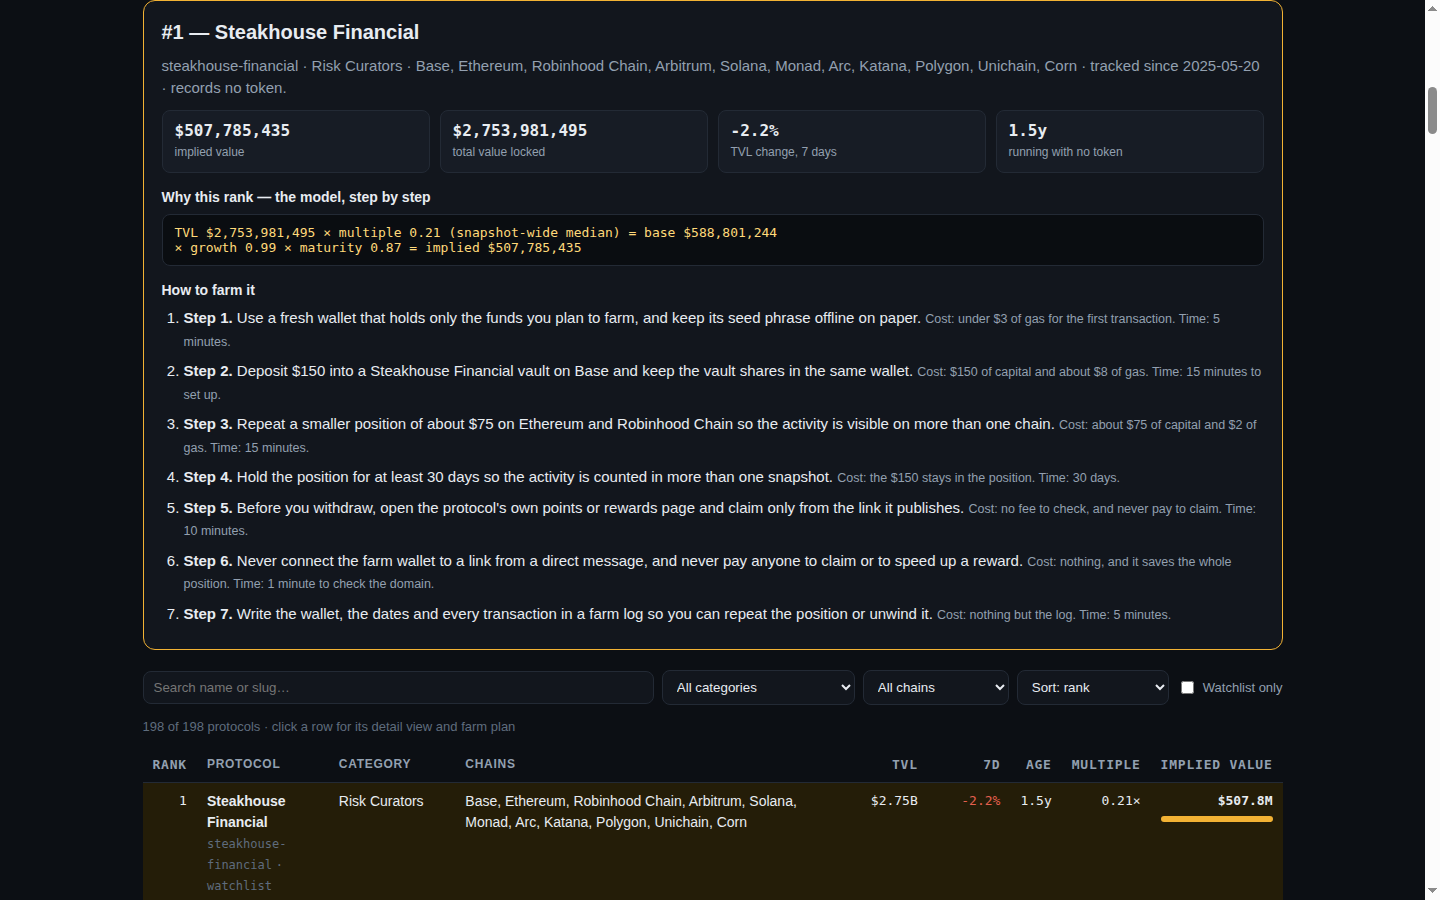 #1 — Steakhouse Financial
steakhouse-financial · Risk Curators · Base, Ethereum, Robinhood Chain, Arbitrum, Solana, Monad, Arc, Katana, Polygon, Unichain, Corn · tracked since 2025-05-20
· records no token.
$507,785,435
implied value
$2,753,981,495
total value locked
-2.2%
TVL change, 7 days
1.5y
running with no token
Why this rank — the model, step by step
TVL $2,753,981,495 × multiple 0.21 (snapshot-wide median) = base $588,801,244
× growth 0.99 × maturity 0.87 = implied $507,785,435
How to farm it
1. Step 1. Use a fresh wallet that holds only the funds you plan to farm, and keep its seed phrase offline on paper. Cost: under $3 of gas for the first transaction. Time: 5
minutes.
2. Step 2. Deposit $150 into a Steakhouse Financial vault on Base and keep the vault shares in the same wallet. Cost: $150 of capital and about $8 of gas. Time: 15 minutes to
set up.
3. Step 3. Repeat a smaller position of about $75 on Ethereum and Robinhood Chain so the activity is visible on more than one chain. Cost: about $75 of capital and $2 of
gas. Time: 15 minutes.
4. Step 4. Hold the position for at least 30 days so the activity is counted in more than one snapshot. Cost: the $150 stays in the position. Time: 30 days.
5. Step 5. Before you withdraw, open the protocol's own points or rewards page and claim only from the link it publishes. Cost: no fee to check, and never pay to claim. Time:
10 minutes.
6. Step 6. Never connect the farm wallet to a link from a direct message, and never pay anyone to claim or to speed up a reward. Cost: nothing, and it saves the whole
position. Time: 1 minute to check the domain.
7. Step 7. Write the wallet, the dates and every transaction in a farm log so you can repeat the position or unwind it. Cost: nothing but the log. Time: 5 minutes.
Search name or slug…
All categories
All chains
Sort: rank
Watchlist only
198 of 198 protocols · click a row for its detail view and farm plan
RANK PROTOCOL CATEGORY CHAINS TVL 7D AGE MULTIPLE IMPLIED VALUE
1 Steakhouse Risk Curators Base, Ethereum, Robinhood Chain, Arbitrum, Solana, $2.75B -2.2% 1.5y 0.21× $507.8M
Financial Monad, Arc, Katana, Polygon, Unichain, Corn
steakhouse-
financial ·
watchlist